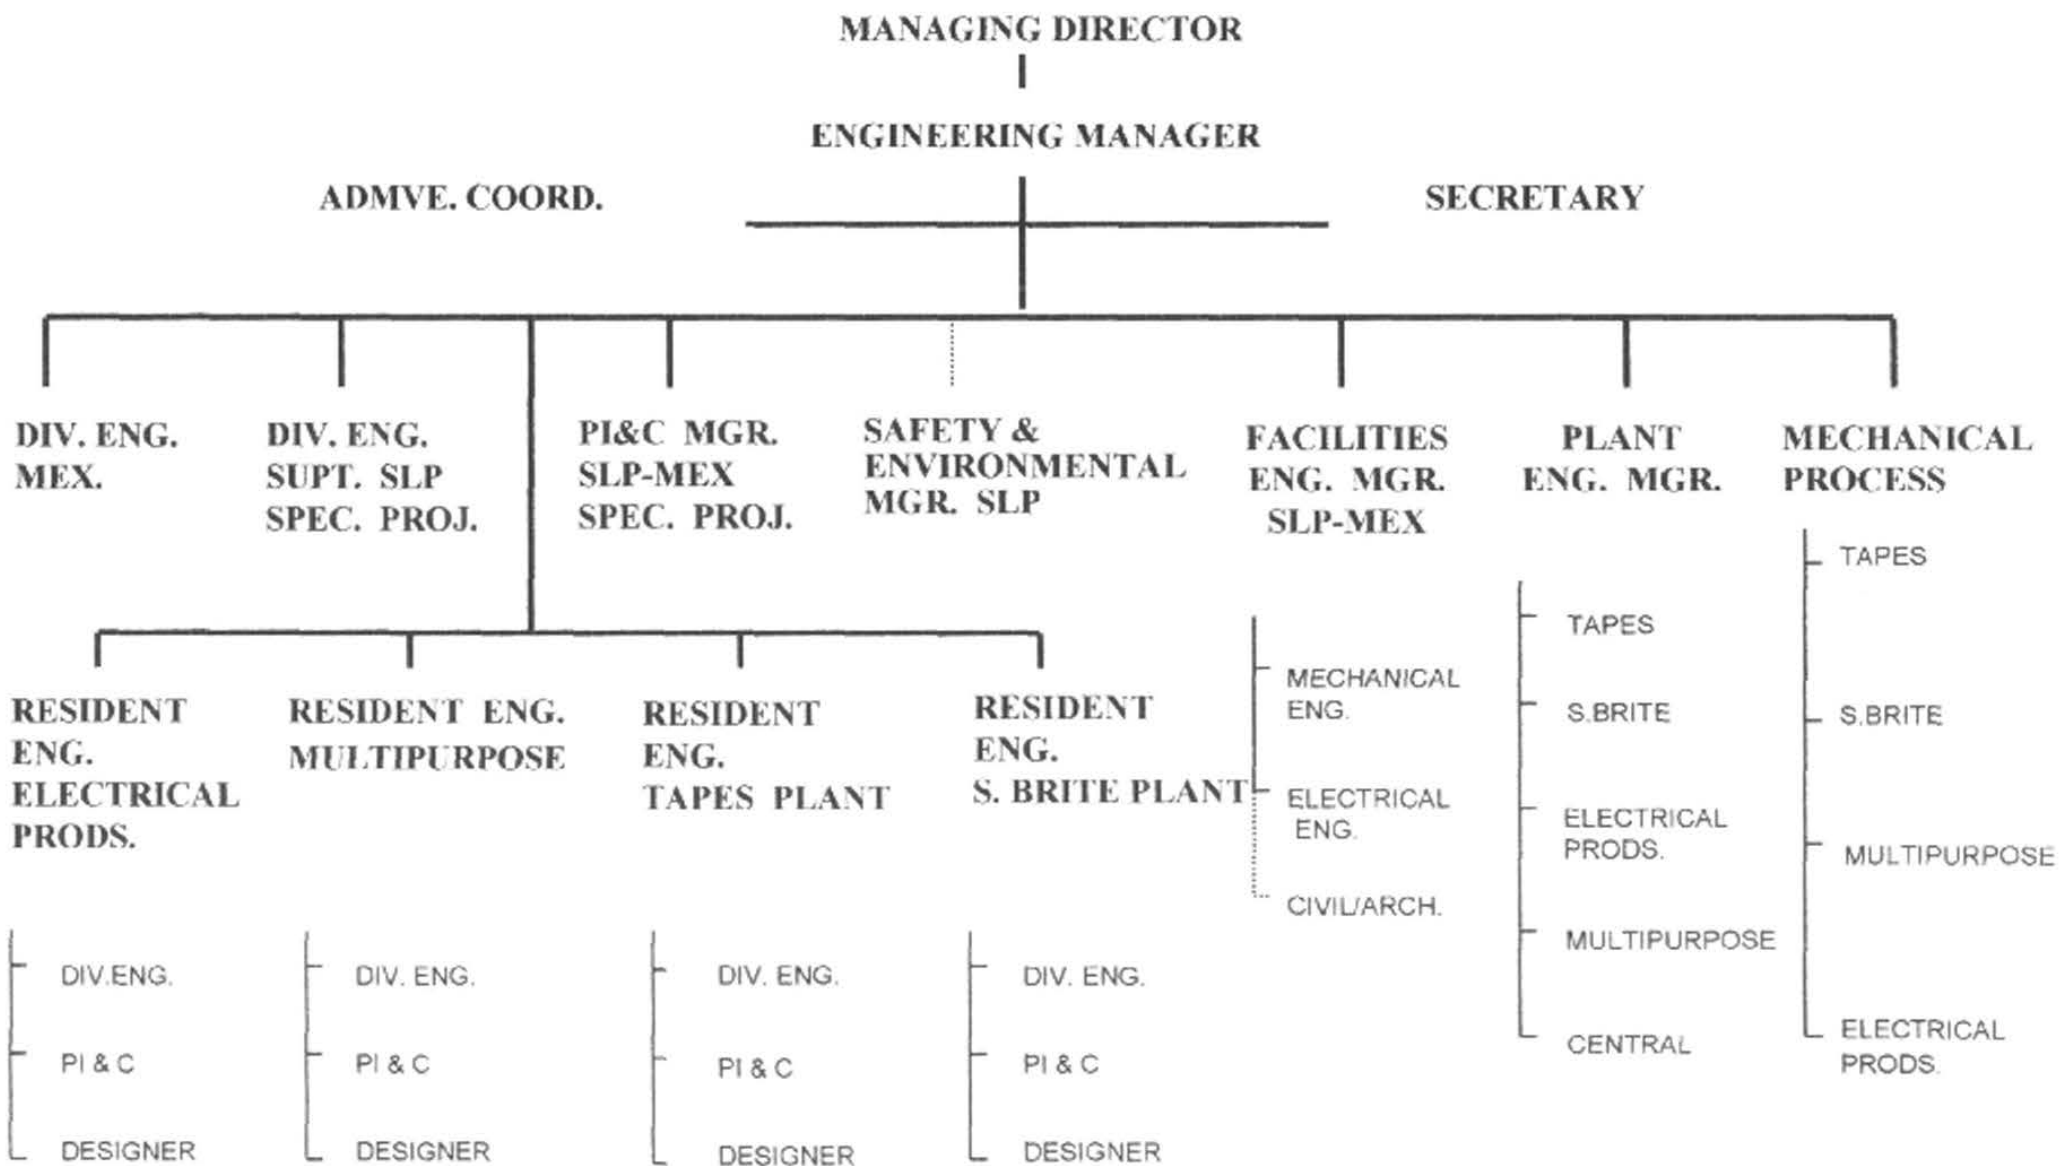 MANAGING DIRECTOR
ENGINEERING MANAGER
ADMVE. COORD.
SECRETARY
DIV. ENG.
MEX.
DIV. ENG.
SUPT. SLP
SPEC. PROJ.
PI&C MGR.
SLP-MEX
SPEC. PROJ.
SAFETY &
ENVIRONMENTAL
MGR. SLP
FACILITIES
ENG. MGR.
SLP-MEX
PLANT
ENG. MGR.
MECHANICAL
PROCESS
RESIDENT
ENG.
ELECTRICAL
PRODS.
RESIDENT ENG.
MULTIPURPOSE
RESIDENT
ENG.
TAPES PLANT
RESIDENT
ENG.
S. BRITE PLANT
MECHANICAL
ENG.
ELECTRICAL
ENG.
CIVIL/ARCH.
TAPES
S.BRITE
ELECTRICAL
PRODS.
MULTIPURPOSE
CENTRAL
TAPES
S.BRITE
MULTIPURPOSE
ELECTRICAL
PRODS.
DIV.ENG.
PI & C
DESIGNER
DIV. ENG.
PI & C
DESIGNER
DIV. ENG.
PI & C
DESIGNER
DIV. ENG.
PI & C
DESIGNER